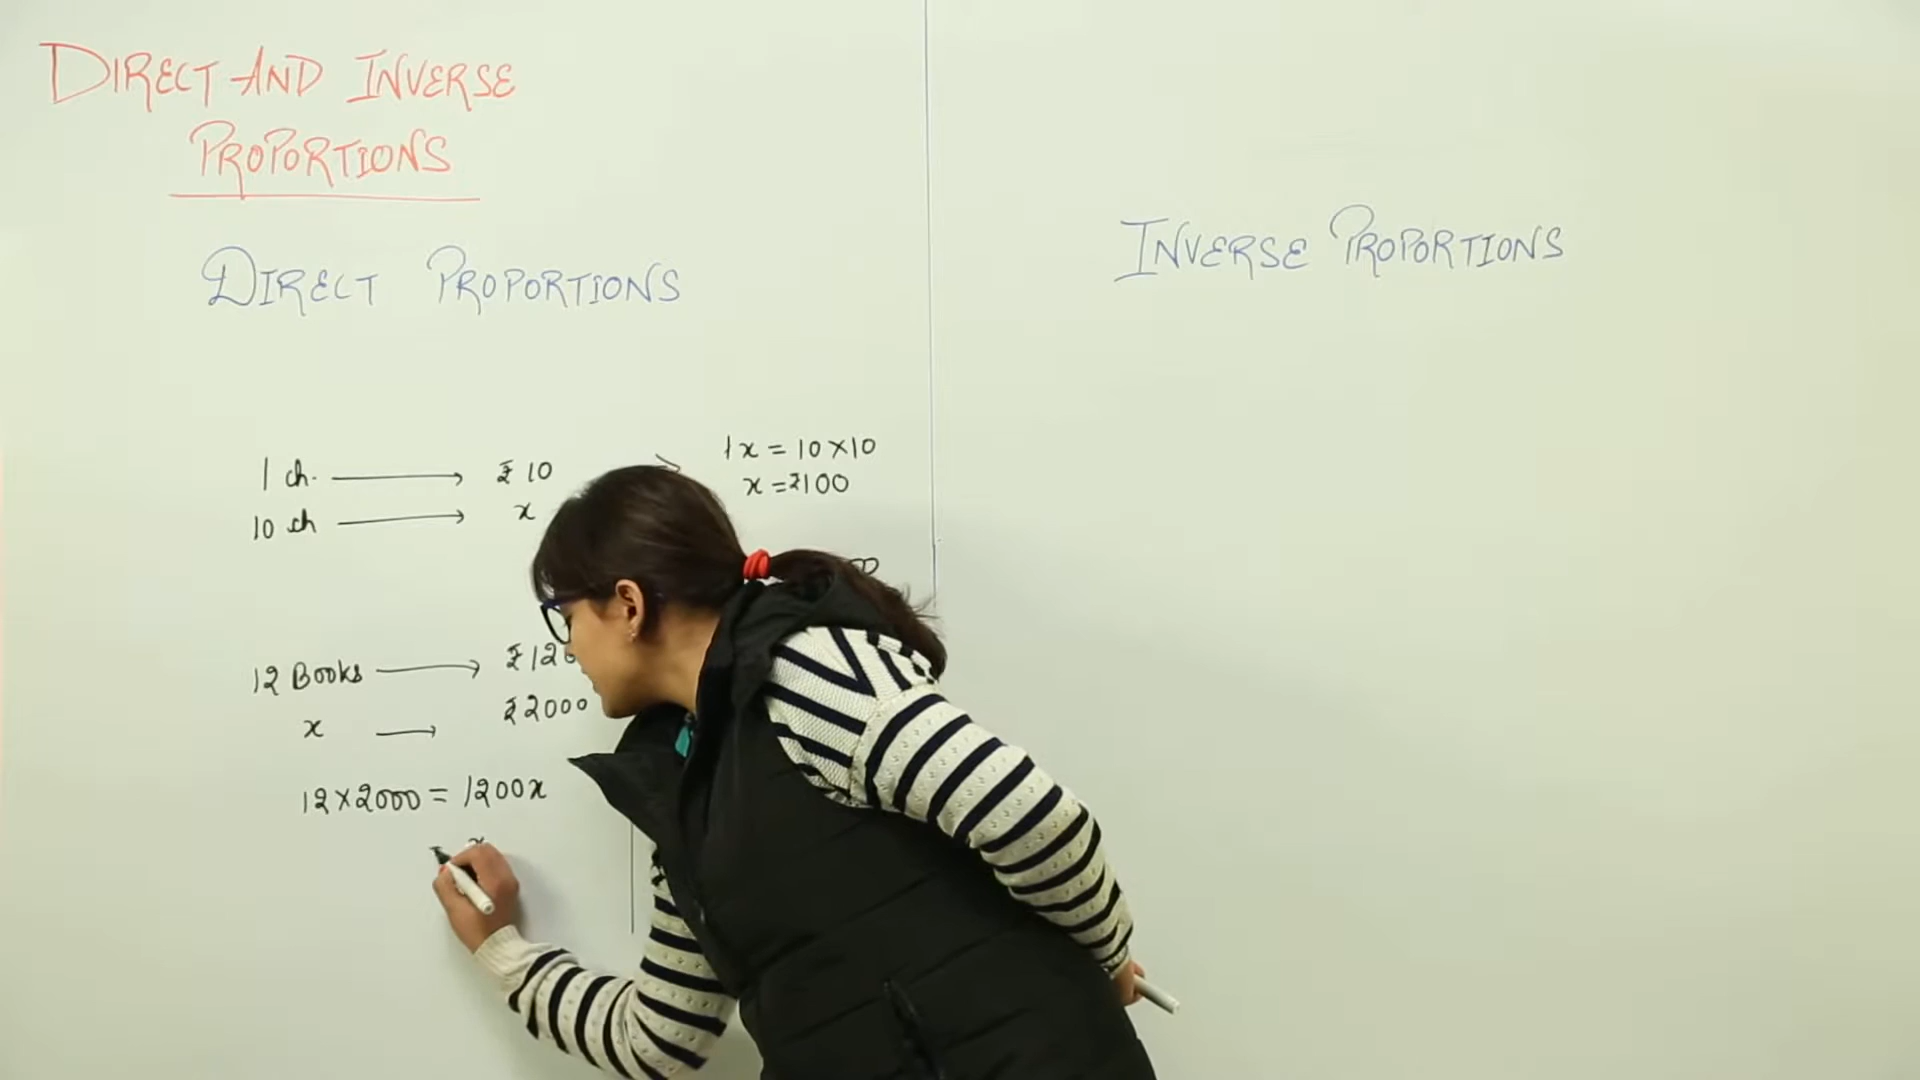 DIRECT AND INVERSE
PROPORTIONS
DIRECT PROPORTIONS
1 ch. → ₹ 10
10 ch → x
1x = 10×10
x = ₹100
12 Books →
x → ₹2000
12×2000 = 1200x
x
INVERSE PROPORTIONS